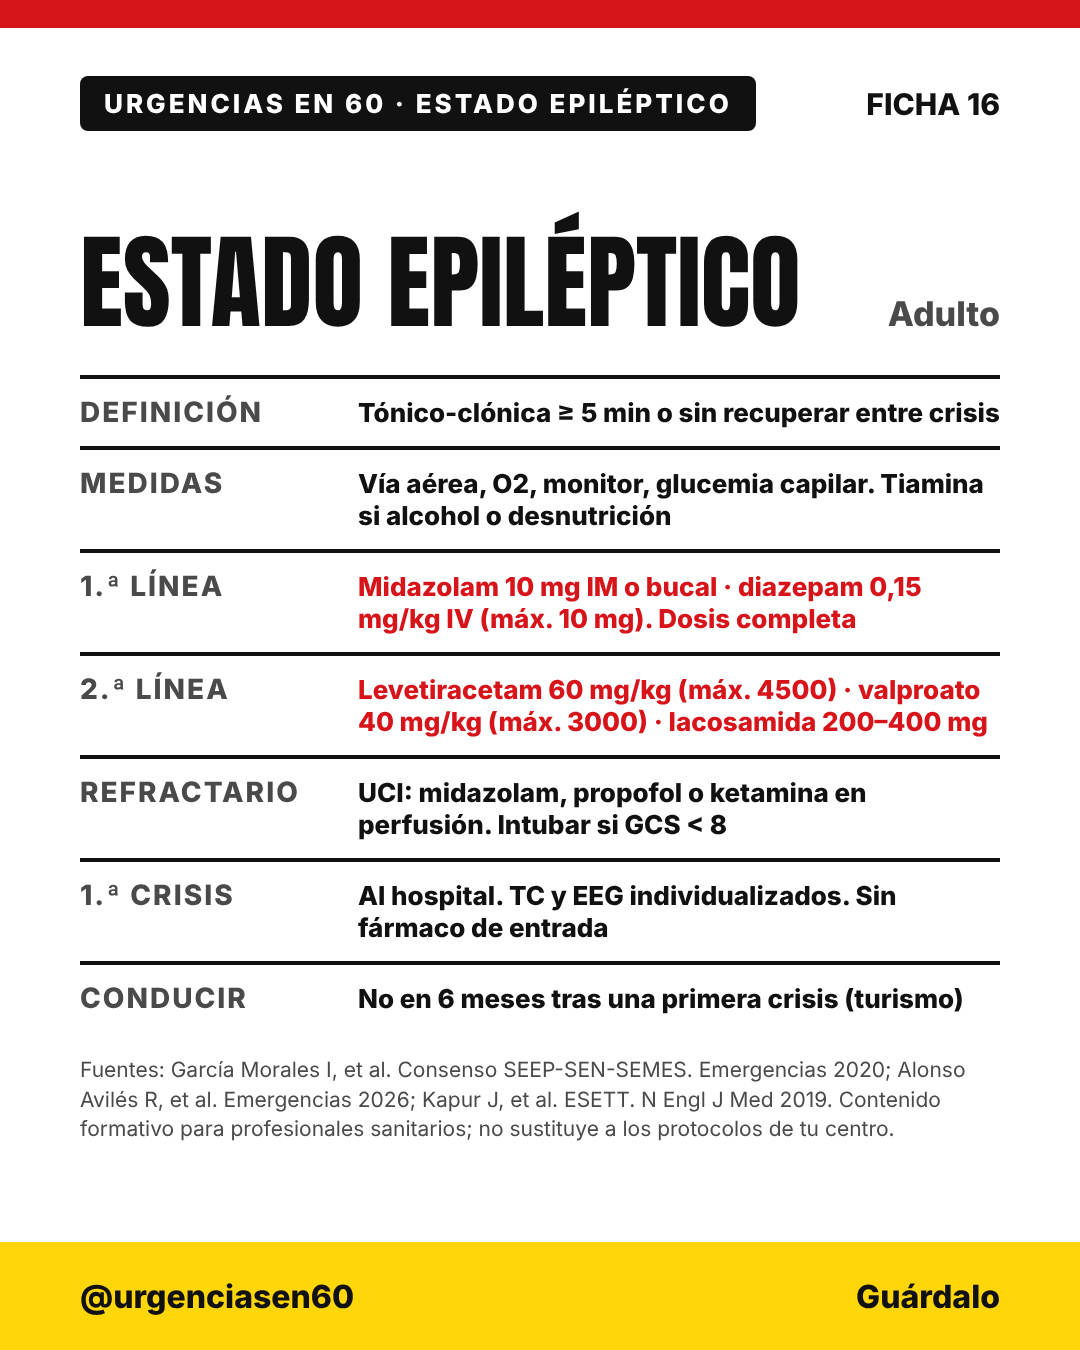 URGENCIAS EN 60 · ESTADO EPILÉPTICO
FICHA 16
ESTADO EPILÉPTICO
Adulto
DEFINICIÓN
Tónico-clónica ≥ 5 min o sin recuperar entre crisis
MEDIDAS
Vía aérea, O2, monitor, glucemia capilar. Tiamina
si alcohol o desnutrición
1.ª LÍNEA
Midazolam 10 mg IM o bucal · diazepam 0,15
mg/kg IV (máx. 10 mg). Dosis completa
2.ª LÍNEA
Levetiracetam 60 mg/kg (máx. 4500) · valproato
40 mg/kg (máx. 3000) · lacosamida 200–400 mg
REFRACTARIO
UCI: midazolam, propofol o ketamina en
perfusión. Intubar si GCS < 8
1.ª CRISIS
Al hospital. TC y EEG individualizados. Sin
fármaco de entrada
CONDUCIR
No en 6 meses tras una primera crisis (turismo)
Fuentes: García Morales I, et al. Consenso SEEP-SEN-SEMES. Emergencias 2020; Alonso
Avilés R, et al. Emergencias 2026; Kapur J, et al. ESETT. N Engl J Med 2019. Contenido
formativo para profesionales sanitarios; no sustituye a los protocolos de tu centro.
@urgenciasen60
Guárdalo